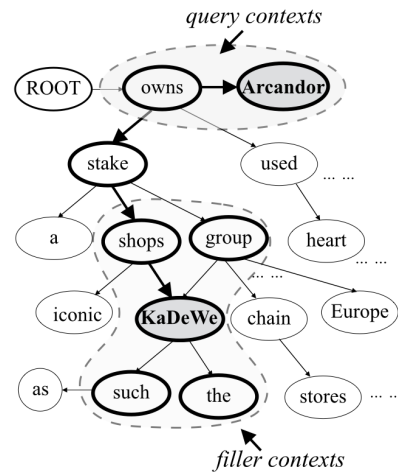 query contexts
ROOT
owns
Arcandor
stake
used
... ...
a
shops
group
heart
... ...
... ...
iconic
KaDeWe
chain
Europe
as
such
the
stores
... ...
filler contexts